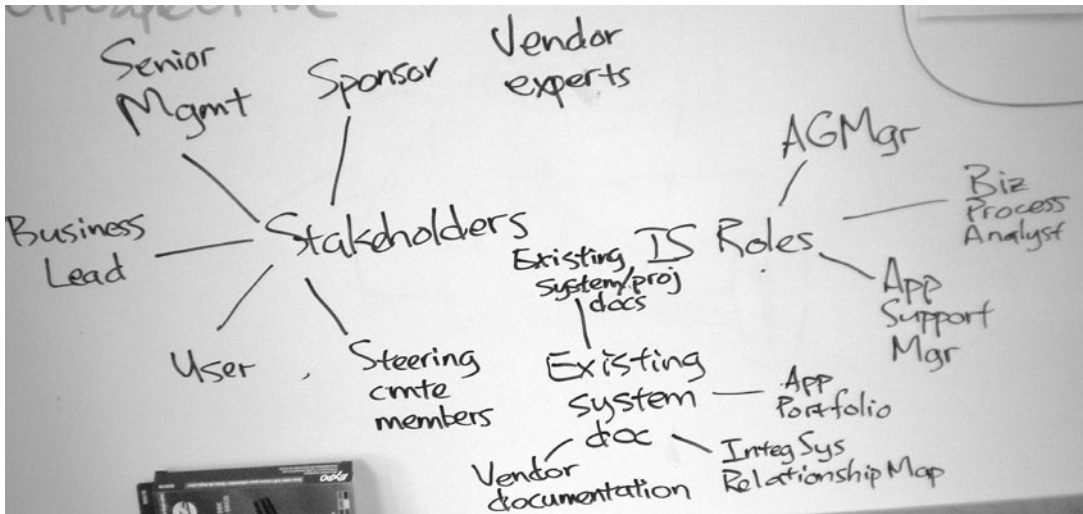 Senior
Mgmt
Sponsor
Vendor
experts
Business
Lead
Stakeholders
User
Steering
cmte
members
IS Roles
AGMgr
Biz
Process
Analyst
App
Support
Mgr
Existing
system/proj
docs
Existing
system
doc
App
Portfolio
Integ Sys
Relationship Map
Vendor
documentation
EXPO